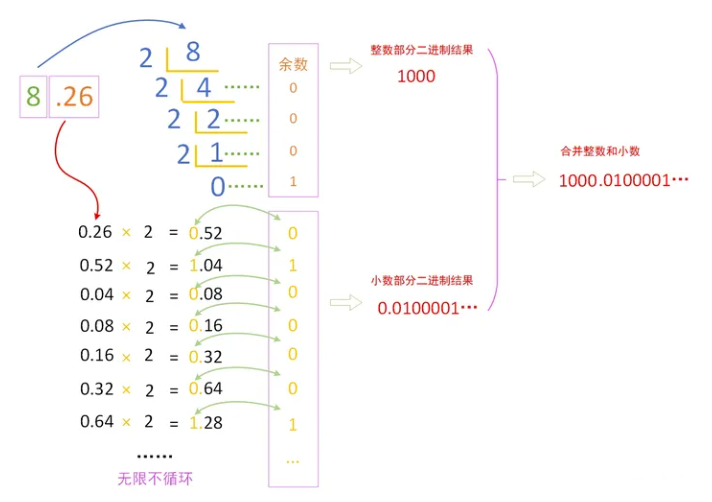 8 .26
2 8
2 4 ······
2 2 ······
2 1 ······
0 ······
余数
0
0
0
1
整数部分二进制结果
1000
0.26 × 2 = 0.52 0
0.52 × 2 = 1.04 1
0.04 × 2 = 0.08 0
0.08 × 2 = 0.16 0
0.16 × 2 = 0.32 0
0.32 × 2 = 0.64 0
0.64 × 2 = 1.28 1
······ ...
无限不循环
小数部分二进制结果
0.0100001···
合并整数和小数
1000.0100001···